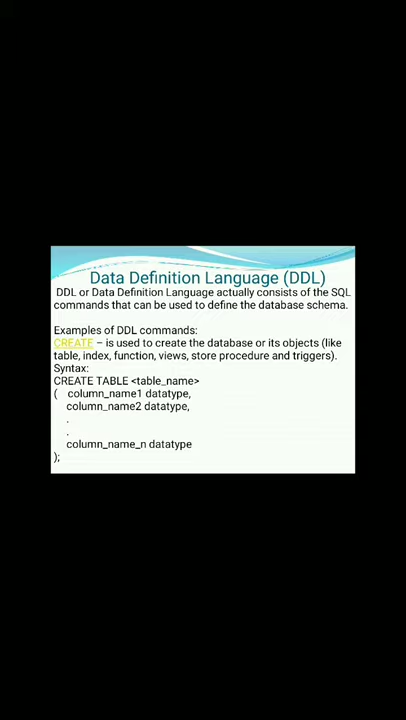 Data Definition Language (DDL)
DDL or Data Definition Language actually consists of the SQL
commands that can be used to define the database schema.
Examples of DDL commands:
CREATE – is used to create the database or its objects (like
table, index, function, views, store procedure and triggers).
Syntax:
CREATE TABLE <table_name>
( column_name1 datatype,
column_name2 datatype,
.
.
column_name_n datatype
);